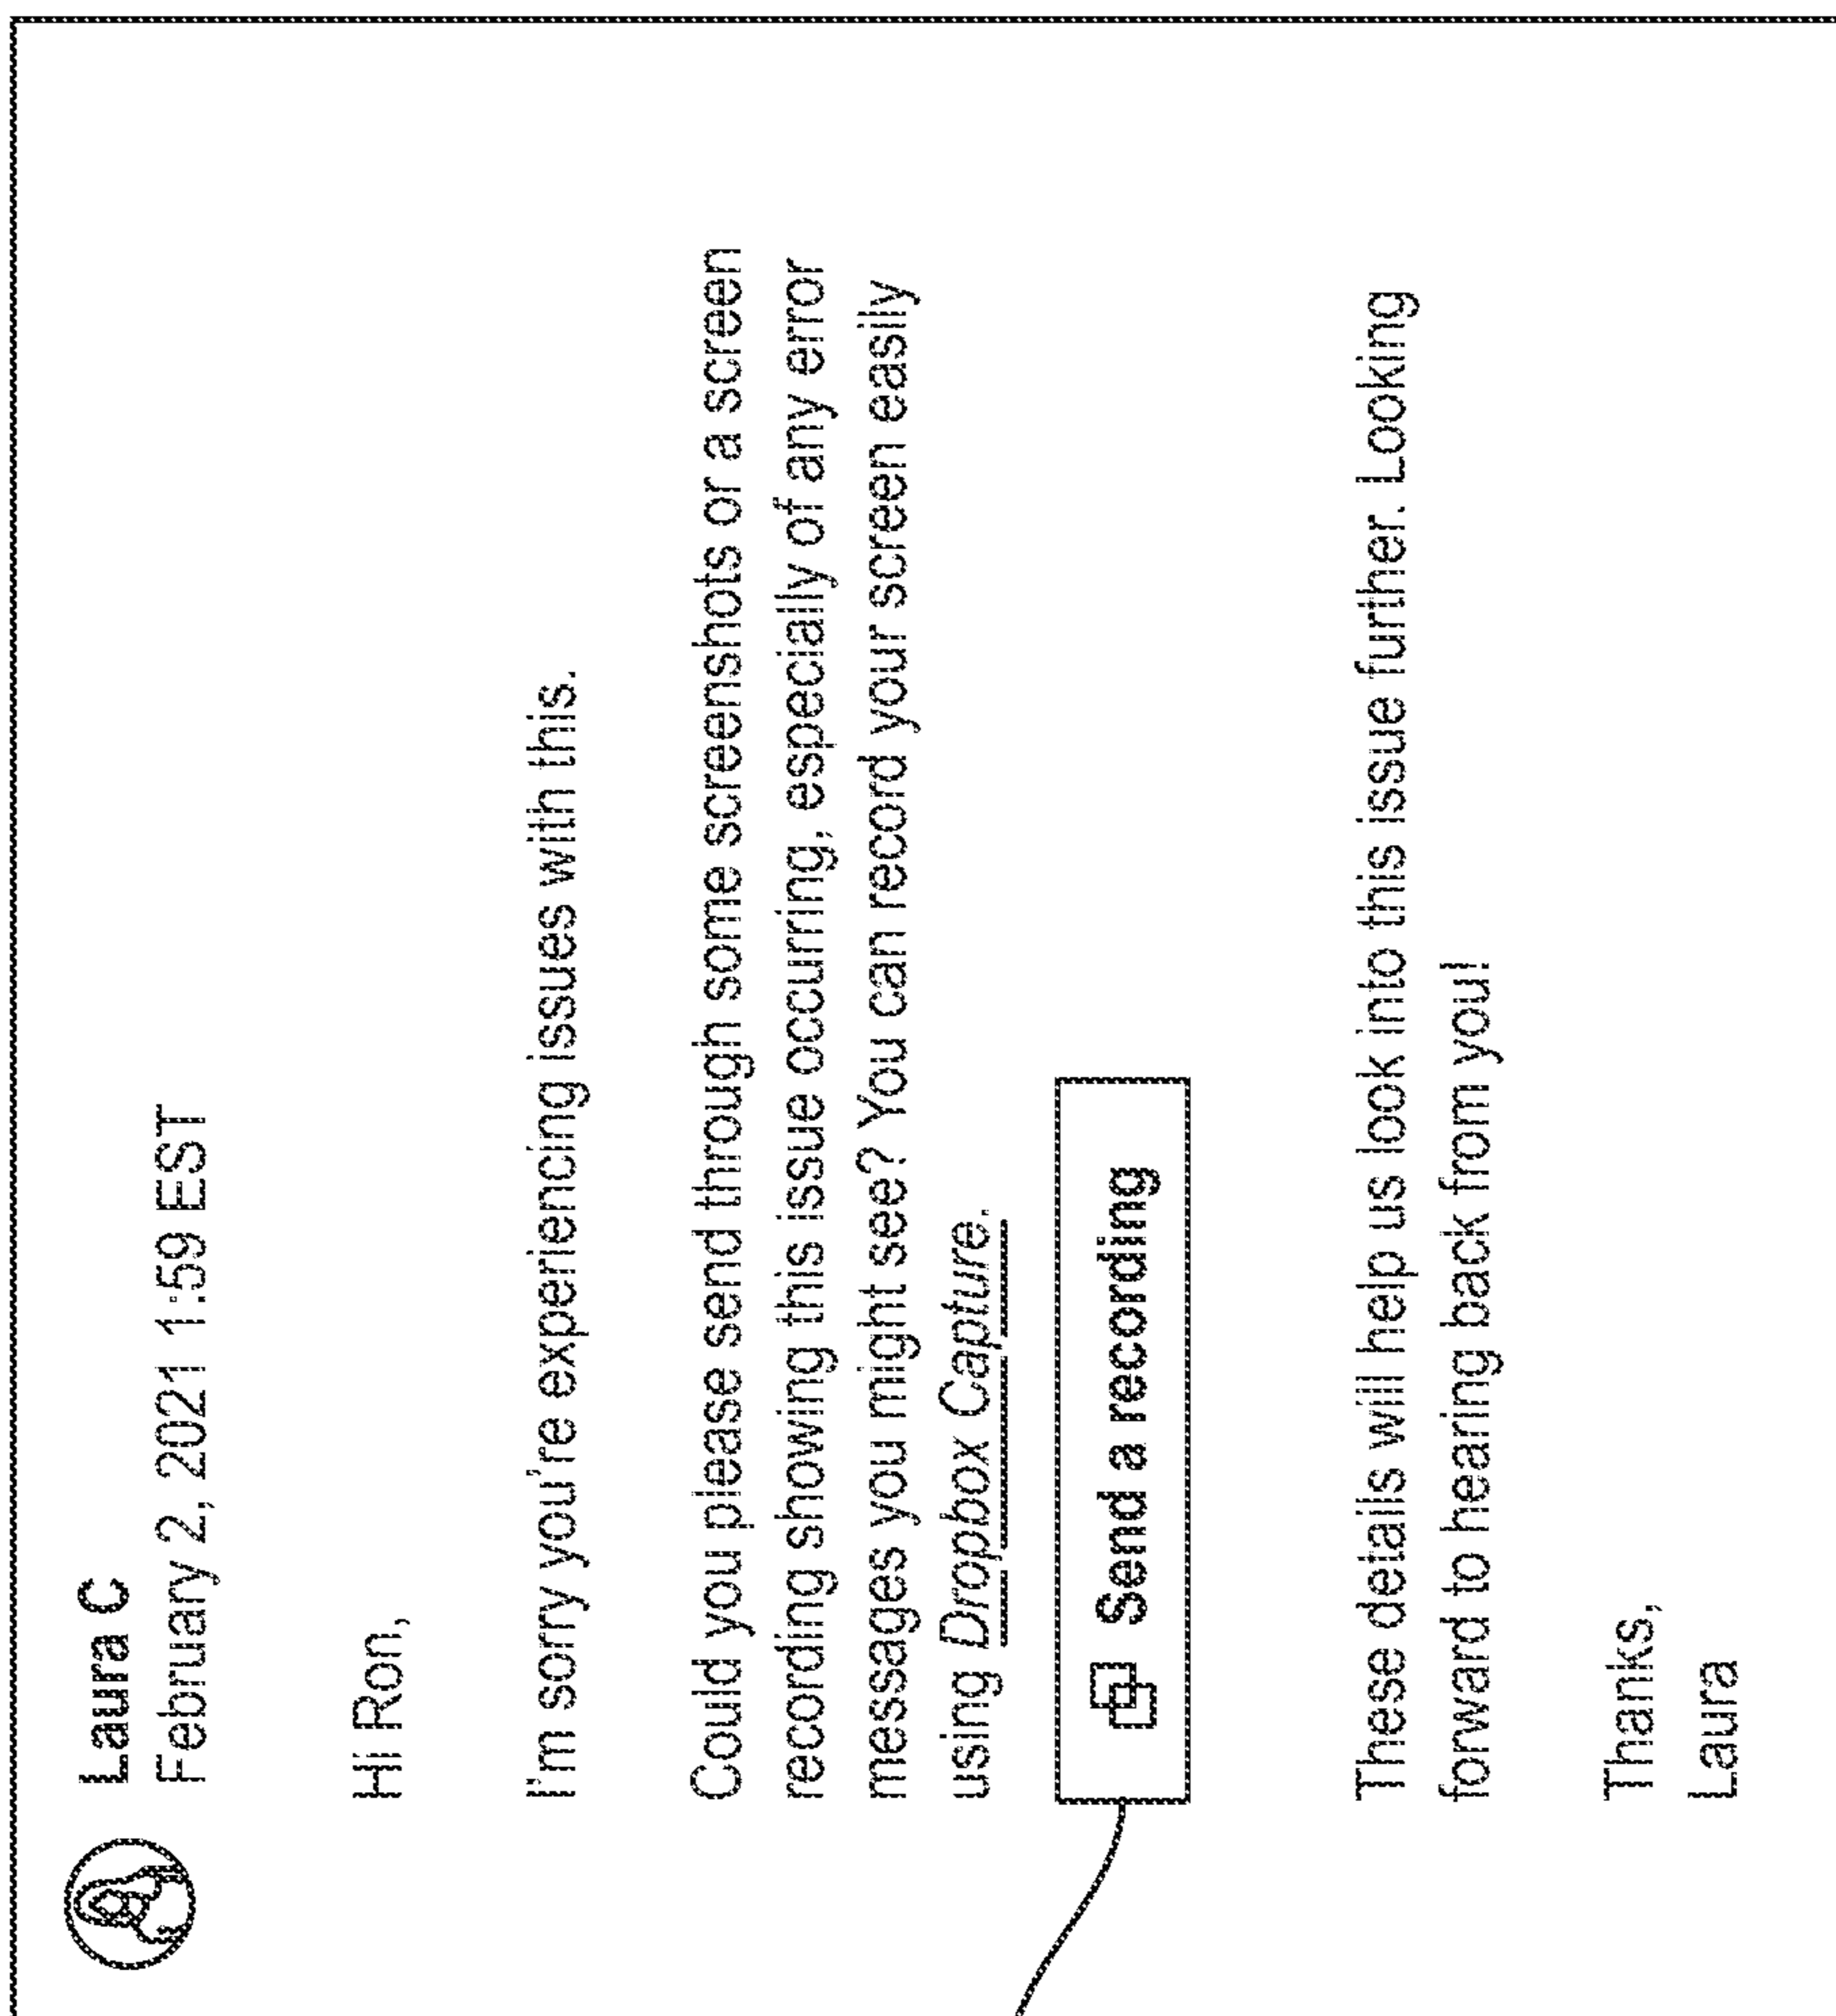 Laura C
February 2, 2021 1:59 EST
Hi Ron,
I'm sorry you're experiencing issues with this.
Could you please send through some screenshots or a screen
recording showing this issue occurring, especially of any error
messages you might see? You can record your screen easily
using Dropbox Capture.
Send a recording
These details will help us look into this issue further. Looking
forward to hearing back from you!
Thanks,
Laura